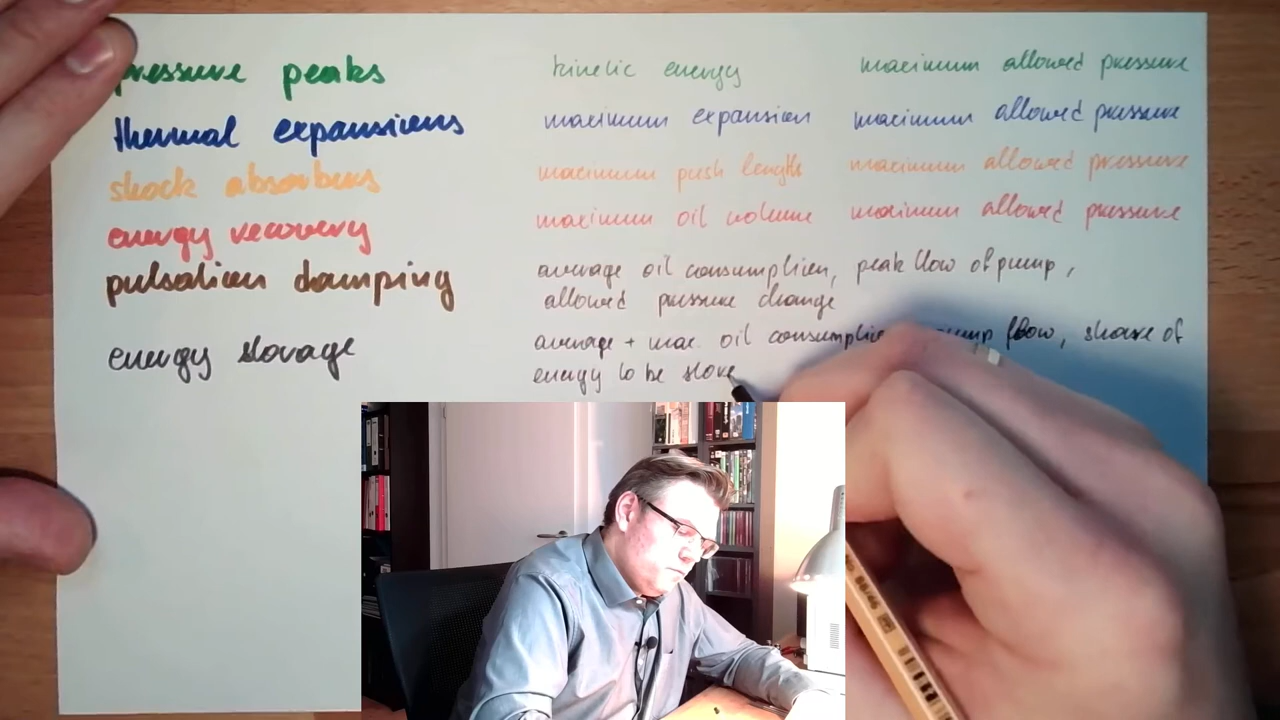 pressure peaks kinetic energy maximum allowed pressure
thermal expansions maximum expansion maximum allowed pressure
shock absorbers maximum push length maximum allowed pressure
energy recovery maximum oil volume maximum allowed pressure
pulsation damping average oil consumption, peak flow of pump,
allowed pressure change
energy storage average + max. oil consumption pump flow, share of
energy to be store